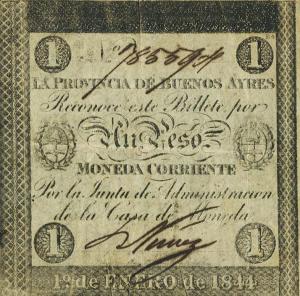 1 No. 78594 1
LA PROVINCIA DE BUENOS AYRES
Reconoce este Billete por
Un Peso
MONEDA CORRIENTE
Por la Junta de Administracion
de la Casa de Moneda
1 1
1º de ENERO de 1844